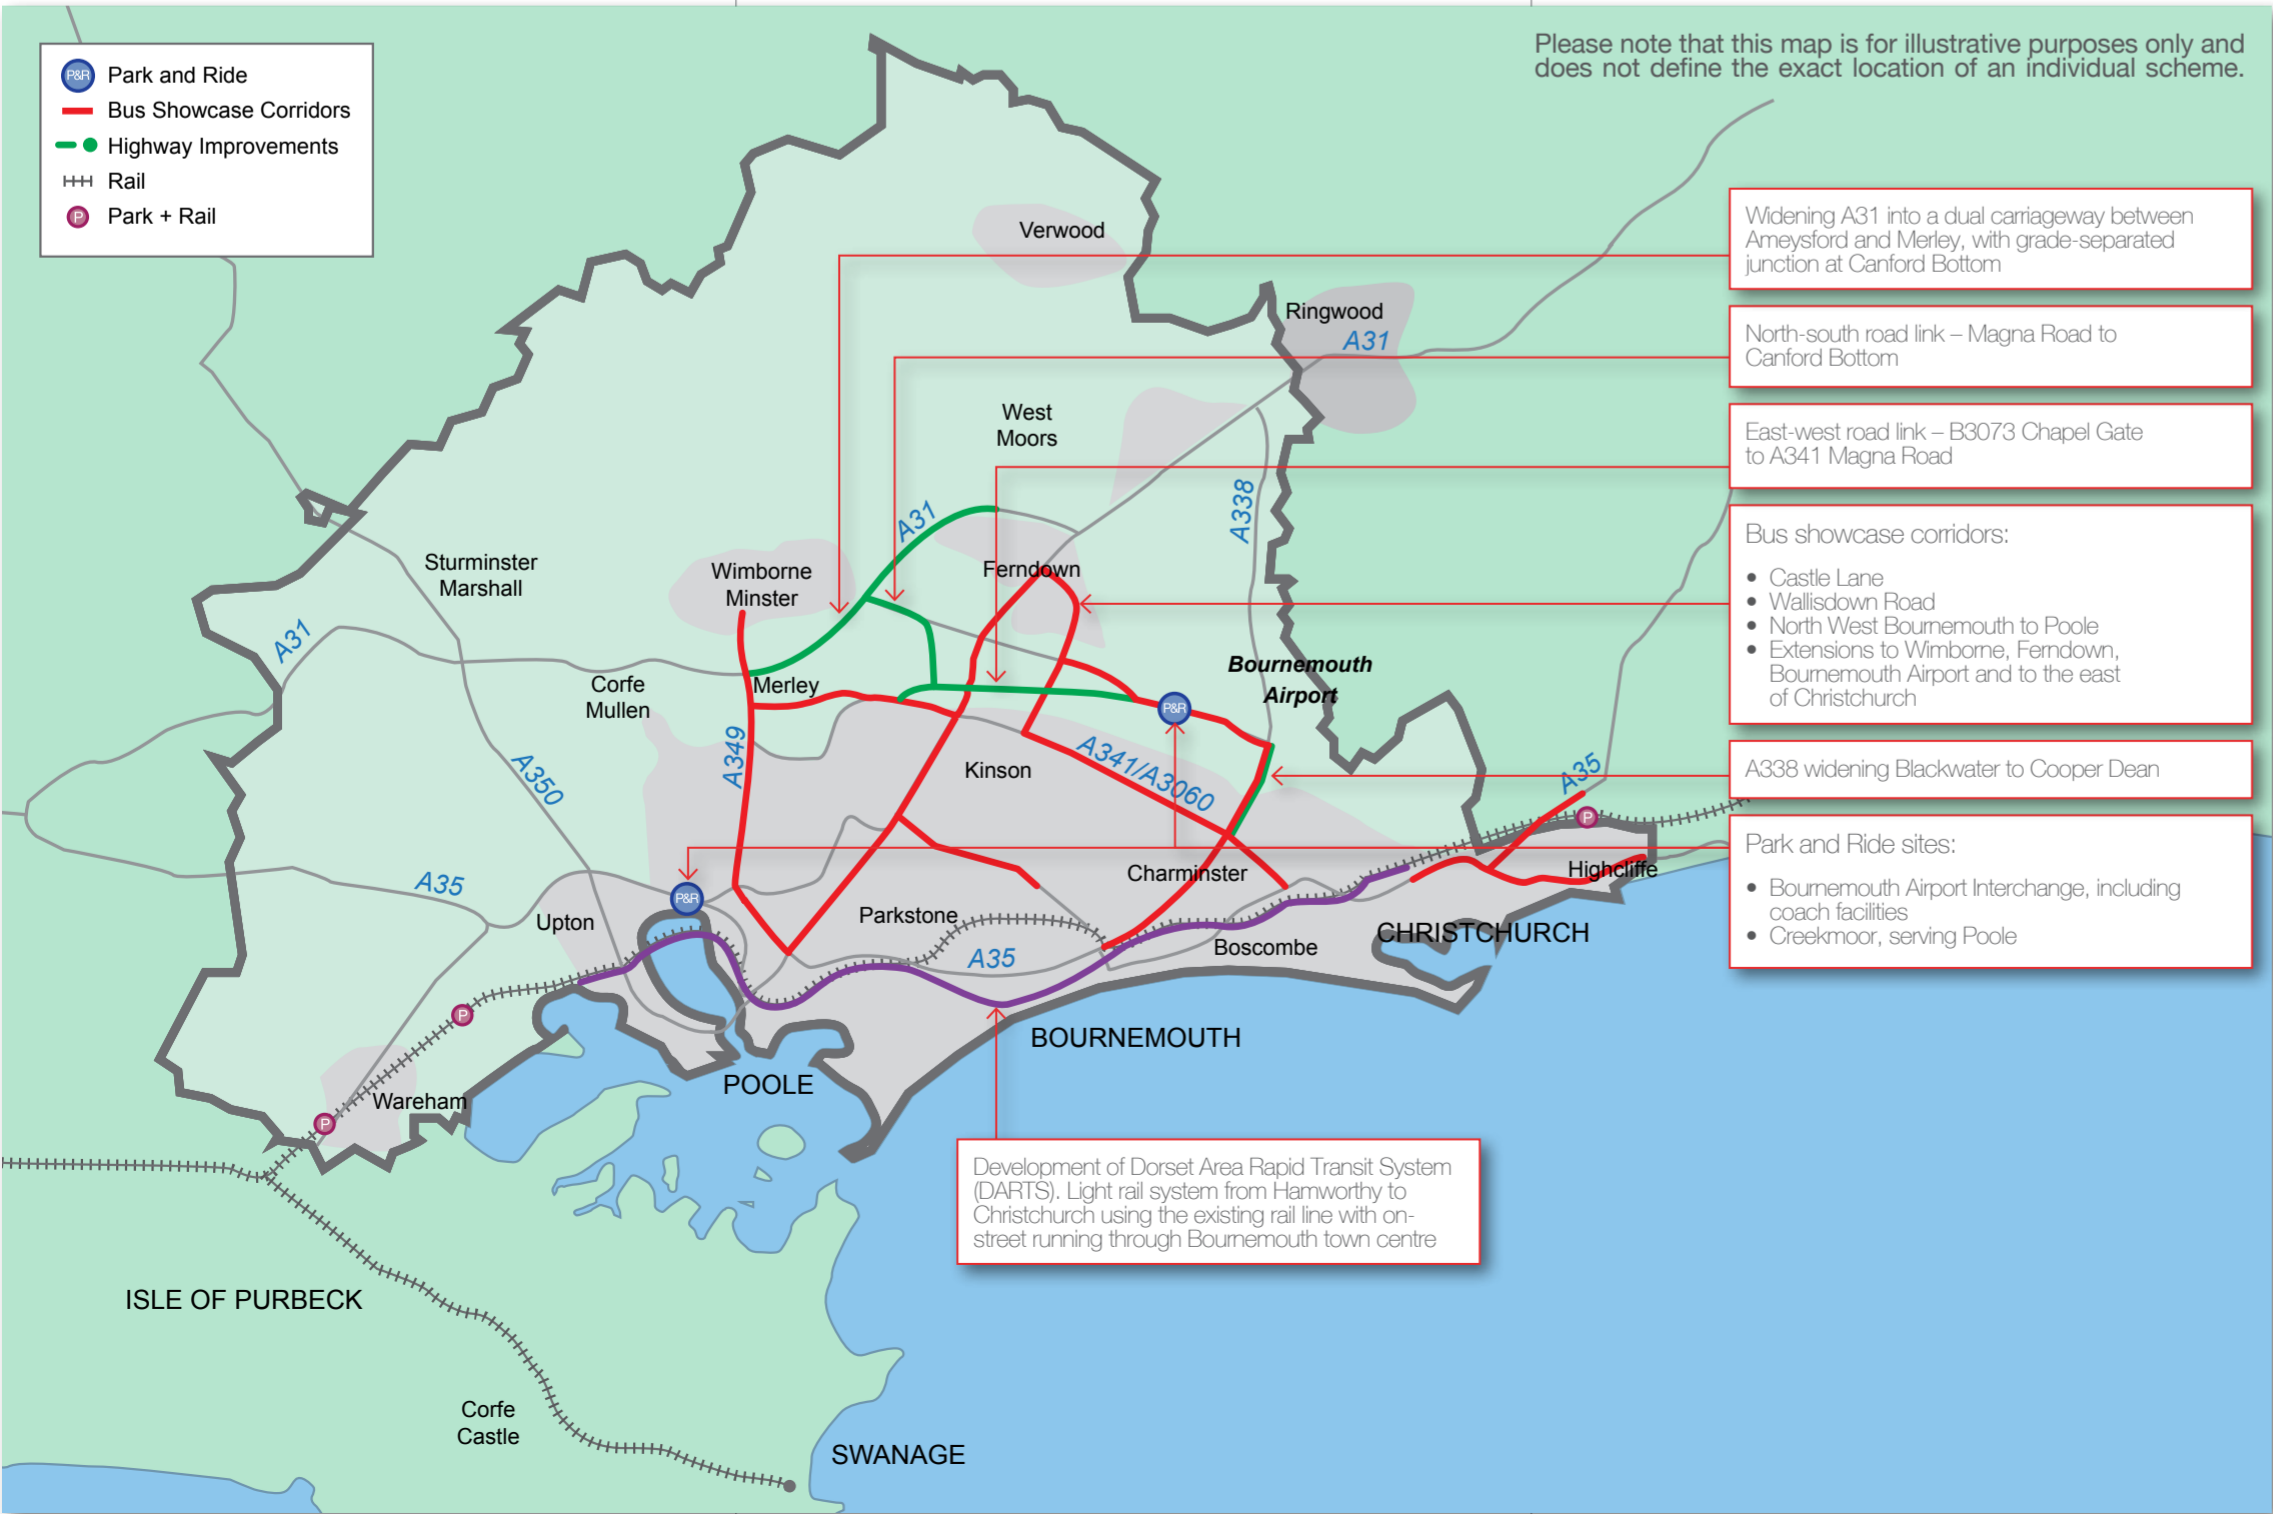 P&R Park and Ride
Bus Showcase Corridors
Highway Improvements
Rail
P Park + Rail
Please note that this map is for illustrative purposes only and
does not define the exact location of an individual scheme.
Widening A31 into a dual carriageway between
Ameysford and Merley, with grade-separated
junction at Canford Bottom
North-south road link – Magna Road to
Canford Bottom
East-west road link – B3073 Chapel Gate
to A341 Magna Road
Bus showcase corridors:
• Castle Lane
• Wallisdown Road
• North West Bournemouth to Poole
• Extensions to Wimborne, Ferndown,
Bournemouth Airport and to the east
of Christchurch
A338 widening Blackwater to Cooper Dean
Park and Ride sites:
• Bournemouth Airport Interchange, including
coach facilities
• Creekmoor, serving Poole
Development of Dorset Area Rapid Transit System
(DARTS). Light rail system from Hamworthy to
Christchurch using the existing rail line with on-
street running through Bournemouth town centre
Verwood
Ringwood
A31
West
Moors
A338
A31
Sturminster
Marshall
Wimborne
Minster
Ferndown
A31
Corfe
Mullen
Merley
Bournemouth
Airport
P&R
A349
A350
Kinson
A341/A3060
A35
P
A35
Upton
P&R
Parkstone
Charminster
Highcliffe
A35
Boscombe
CHRISTCHURCH
P
BOURNEMOUTH
POOLE
Wareham
P
ISLE OF PURBECK
Corfe
Castle
SWANAGE